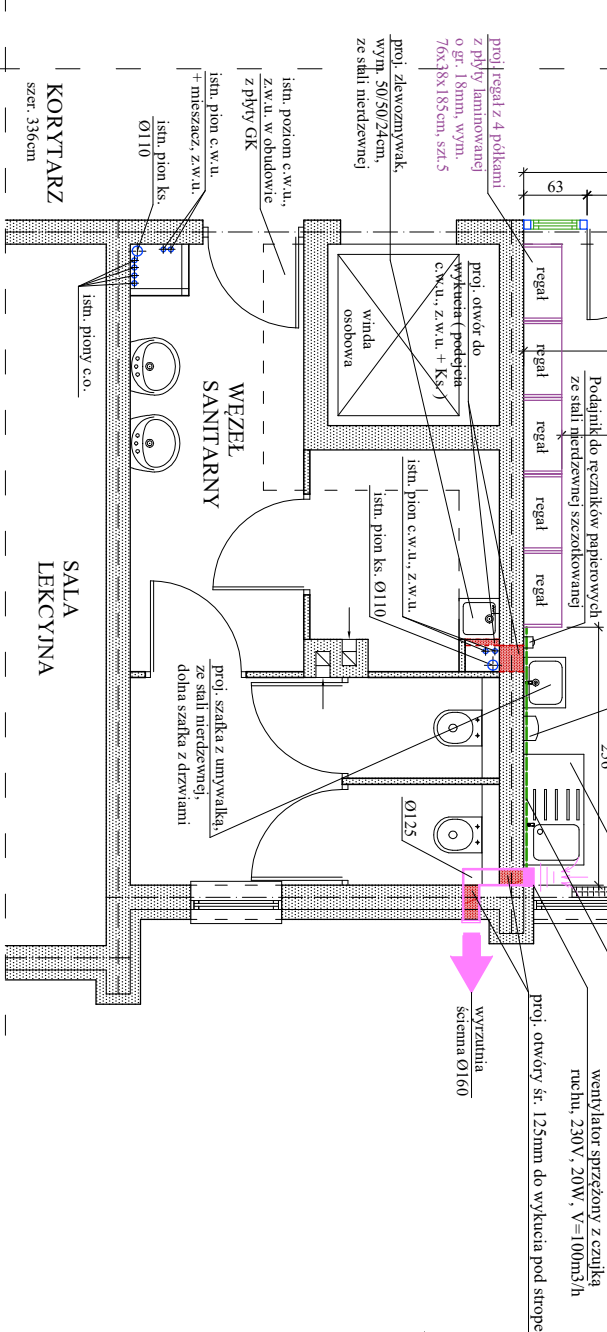 proj. regał z 4 półkami
z płyty laminowanej
o gr. 18mm, wym.
76x38x185cm, szt.5
proj. zlewozmywak,
wym. 50/50/24cm,
ze stali nierdzewnej
istn. poziom c.w.u.,
z.w.u. w obudowie
z płyty GK
istn. pion c.w.u.
+ mieszacz, z.w.u.
istn. pion ks.
Ø110
KORYTARZ
szer. 336cm
63
regał
regał
regał
regał
regał
Podajnik do ręczników papierowych
ze stali nierdzewnej szczotkowanej
proj. otwór do
wykucia ( podejcia
c.w.u., z.w.u. + Ks. )
winda
osobowa
istn. piony c.o.
WĘZEŁ
SANITARNY
istn. pion c.w.u., z.w.u.
istn. pion ks. Ø110
SALA
LEKCYJNA
proj. szafka z umywalką,
ze stali nierdzewnej,
dolna szafka z drzwiami
Ø125
wyrzutnia
ścienna Ø160
wentylator sprzężony z czujką
ruchu, 230V, 20W, V=100m3/h
proj. otwóry śr. 125mm do wykucia pod strope